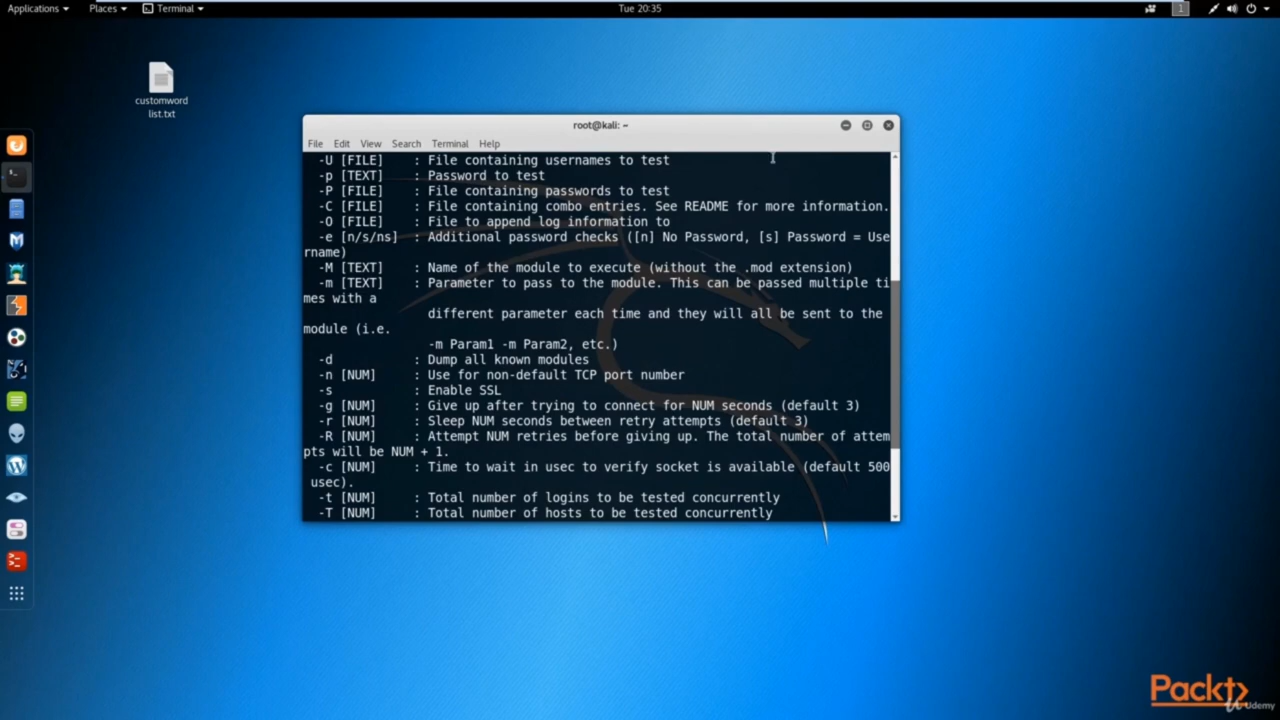 Applications Places Terminal Tue 20:35 1
customword
list.txt
root@kali: ~
File Edit View Search Terminal Help
-U [FILE] : File containing usernames to test
-p [TEXT] : Password to test
-P [FILE] : File containing passwords to test
-C [FILE] : File containing combo entries. See README for more information.
-O [FILE] : File to append log information to
-e [n/s/ns] : Additional password checks ([n] No Password, [s] Password = Use
rname)
-M [TEXT] : Name of the module to execute (without the .mod extension)
-m [TEXT] : Parameter to pass to the module. This can be passed multiple ti
mes with a
different parameter each time and they will all be sent to the
module (i.e.
-m Param1 -m Param2, etc.)
-d : Dump all known modules
-n [NUM] : Use for non-default TCP port number
-s : Enable SSL
-g [NUM] : Give up after trying to connect for NUM seconds (default 3)
-r [NUM] : Sleep NUM seconds between retry attempts (default 3)
-R [NUM] : Attempt NUM retries before giving up. The total number of attem
pts will be NUM + 1.
-c [NUM] : Time to wait in usec to verify socket is available (default 500
usec).
-t [NUM] : Total number of logins to be tested concurrently
-T [NUM] : Total number of hosts to be tested concurrently
Packt
Udemy